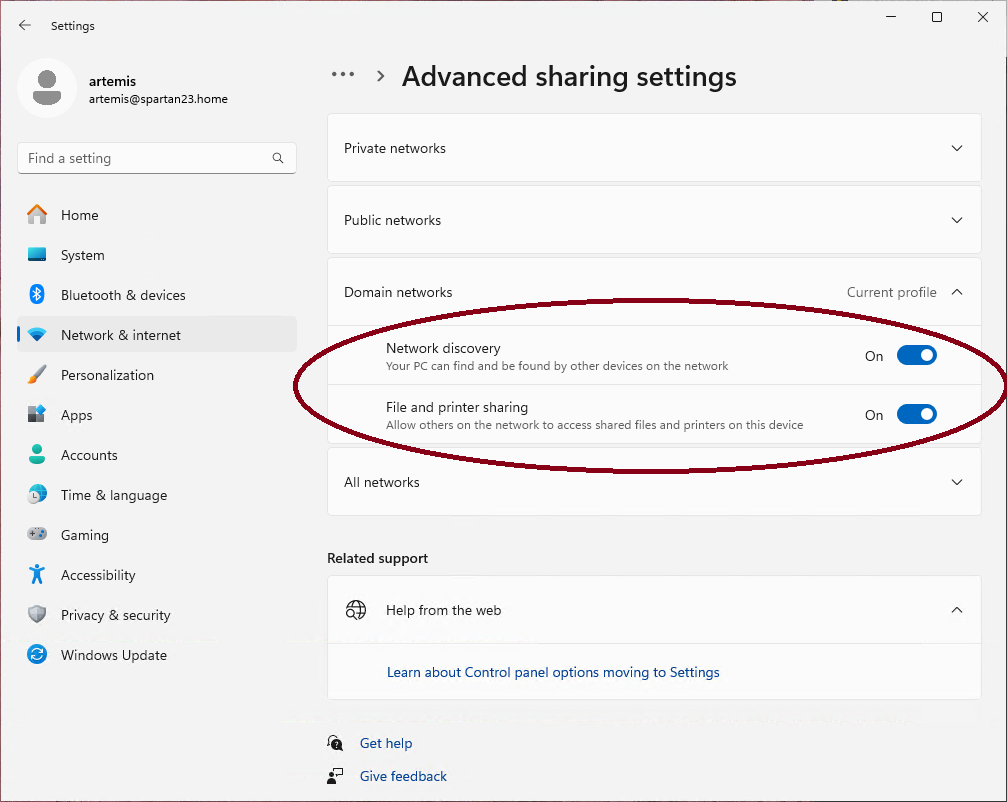 Settings
artemis
artemis@spartan23.home
Find a setting
Home
System
Bluetooth & devices
Network & internet
Personalization
Apps
Accounts
Time & language
Gaming
Accessibility
Privacy & security
Windows Update
... > Advanced sharing settings
Private networks
Public networks
Domain networks Current profile
Network discovery
Your PC can find and be found by other devices on the network
On
File and printer sharing
Allow others on the network to access shared files and printers on this device
On
All networks
Related support
Help from the web
Learn about Control panel options moving to Settings
Get help
Give feedback